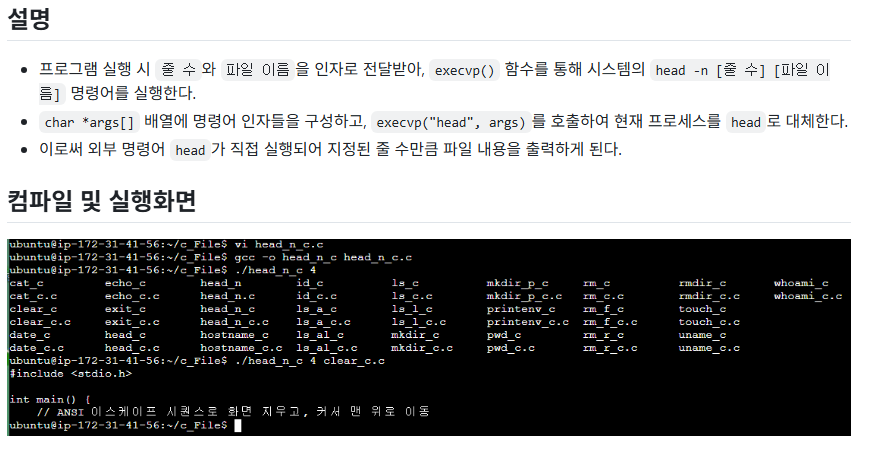 설명
프로그램 실행 시 줄 수 와 파일 이름 을 인자로 전달받아, execvp() 함수를 통해 시스템의 head -n [줄 수] [파일 이
름] 명령어를 실행한다.
char *args[] 배열에 명령어 인자들을 구성하고, execvp("head", args) 를 호출하여 현재 프로세스를 head 로 대체한다.
이로써 외부 명령어 head 가 직접 실행되어 지정된 줄 수만큼 파일 내용을 출력하게 된다.
컴파일 및 실행화면
ubuntu@ip-172-31-41-56:~/c_File$ vi head_n_c.c
ubuntu@ip-172-31-41-56:~/c_File$ gcc -o head_n_c head_n_c.c
ubuntu@ip-172-31-41-56:~/c_File$ ./head_n_c 4
cat_c echo_c head_n id_c ls_c mkdir_p_c rm_c rmdir_c whoami_c
cat_c.c echo_c.c head_n.c id_c.c ls_c.c mkdir_p_c.c rm_c.c rmdir_c.c whoami_c.c
clear_c exit_c head_n_c ls_a_c ls_l_c printenv_c rm_f_c touch_c
clear_c.c exit_c.c head_n_c.c ls_a_c.c ls_l_c.c printenv_c.c rm_f_c.c touch_c.c
date_c head_c hostname_c ls_al_c mkdir_c pwd_c rm_r_c uname_c
date_c.c head_c.c hostname_c.c ls_al_c.c mkdir_c.c pwd_c.c rm_r_c.c uname_c.c
ubuntu@ip-172-31-41-56:~/c_File$ ./head_n_c 4 clear_c.c
#include <stdio.h>
int main() {
// ANSI 이스케이프 시퀀스로 화면 지우고, 커서 맨 위로 이동
ubuntu@ip-172-31-41-56:~/c_File$